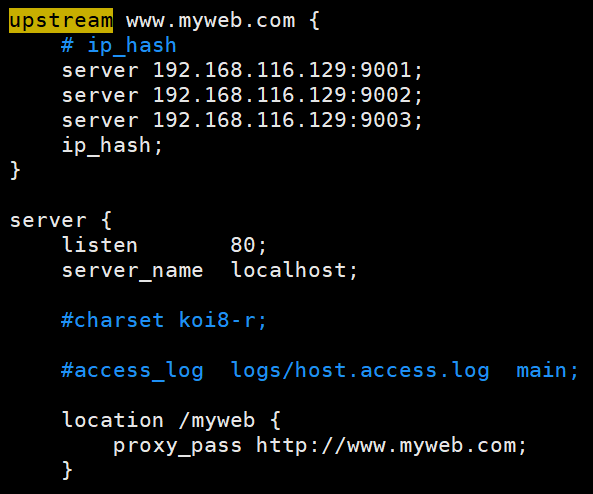 upstream www.myweb.com {
    # ip_hash
    server 192.168.116.129:9001;
    server 192.168.116.129:9002;
    server 192.168.116.129:9003;
    ip_hash;
}
server {
    listen       80;
    server_name  localhost;
    #charset koi8-r;
    #access_log  logs/host.access.log  main;
    location /myweb {
        proxy_pass http://www.myweb.com;
    }